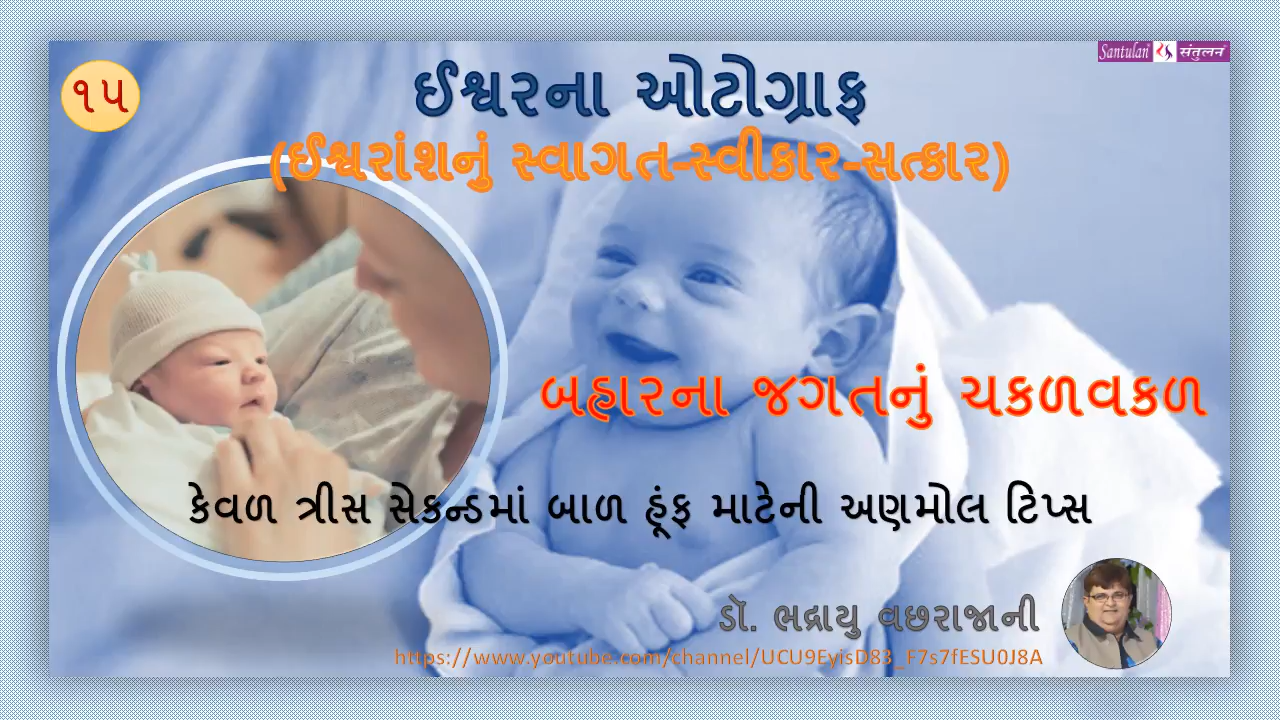 Santulan संतुलन
૧૫
ઈશ્વરના ઓટોગ્રાફ
(ઈશ્વરાંશનું સ્વાગત-સ્વીકાર-સત્કાર)
બહારના જગતનું ચકળવકળ
કેવળ ત્રીસ સેકન્ડમાં બાળ હૂંફ માટેની અણમોલ ટિપ્સ
ડૉ. ભદ્રાયુ વછરાજાની
https://www.youtube.com/channel/UCU9EyisD83_F7s7fESU0J8A